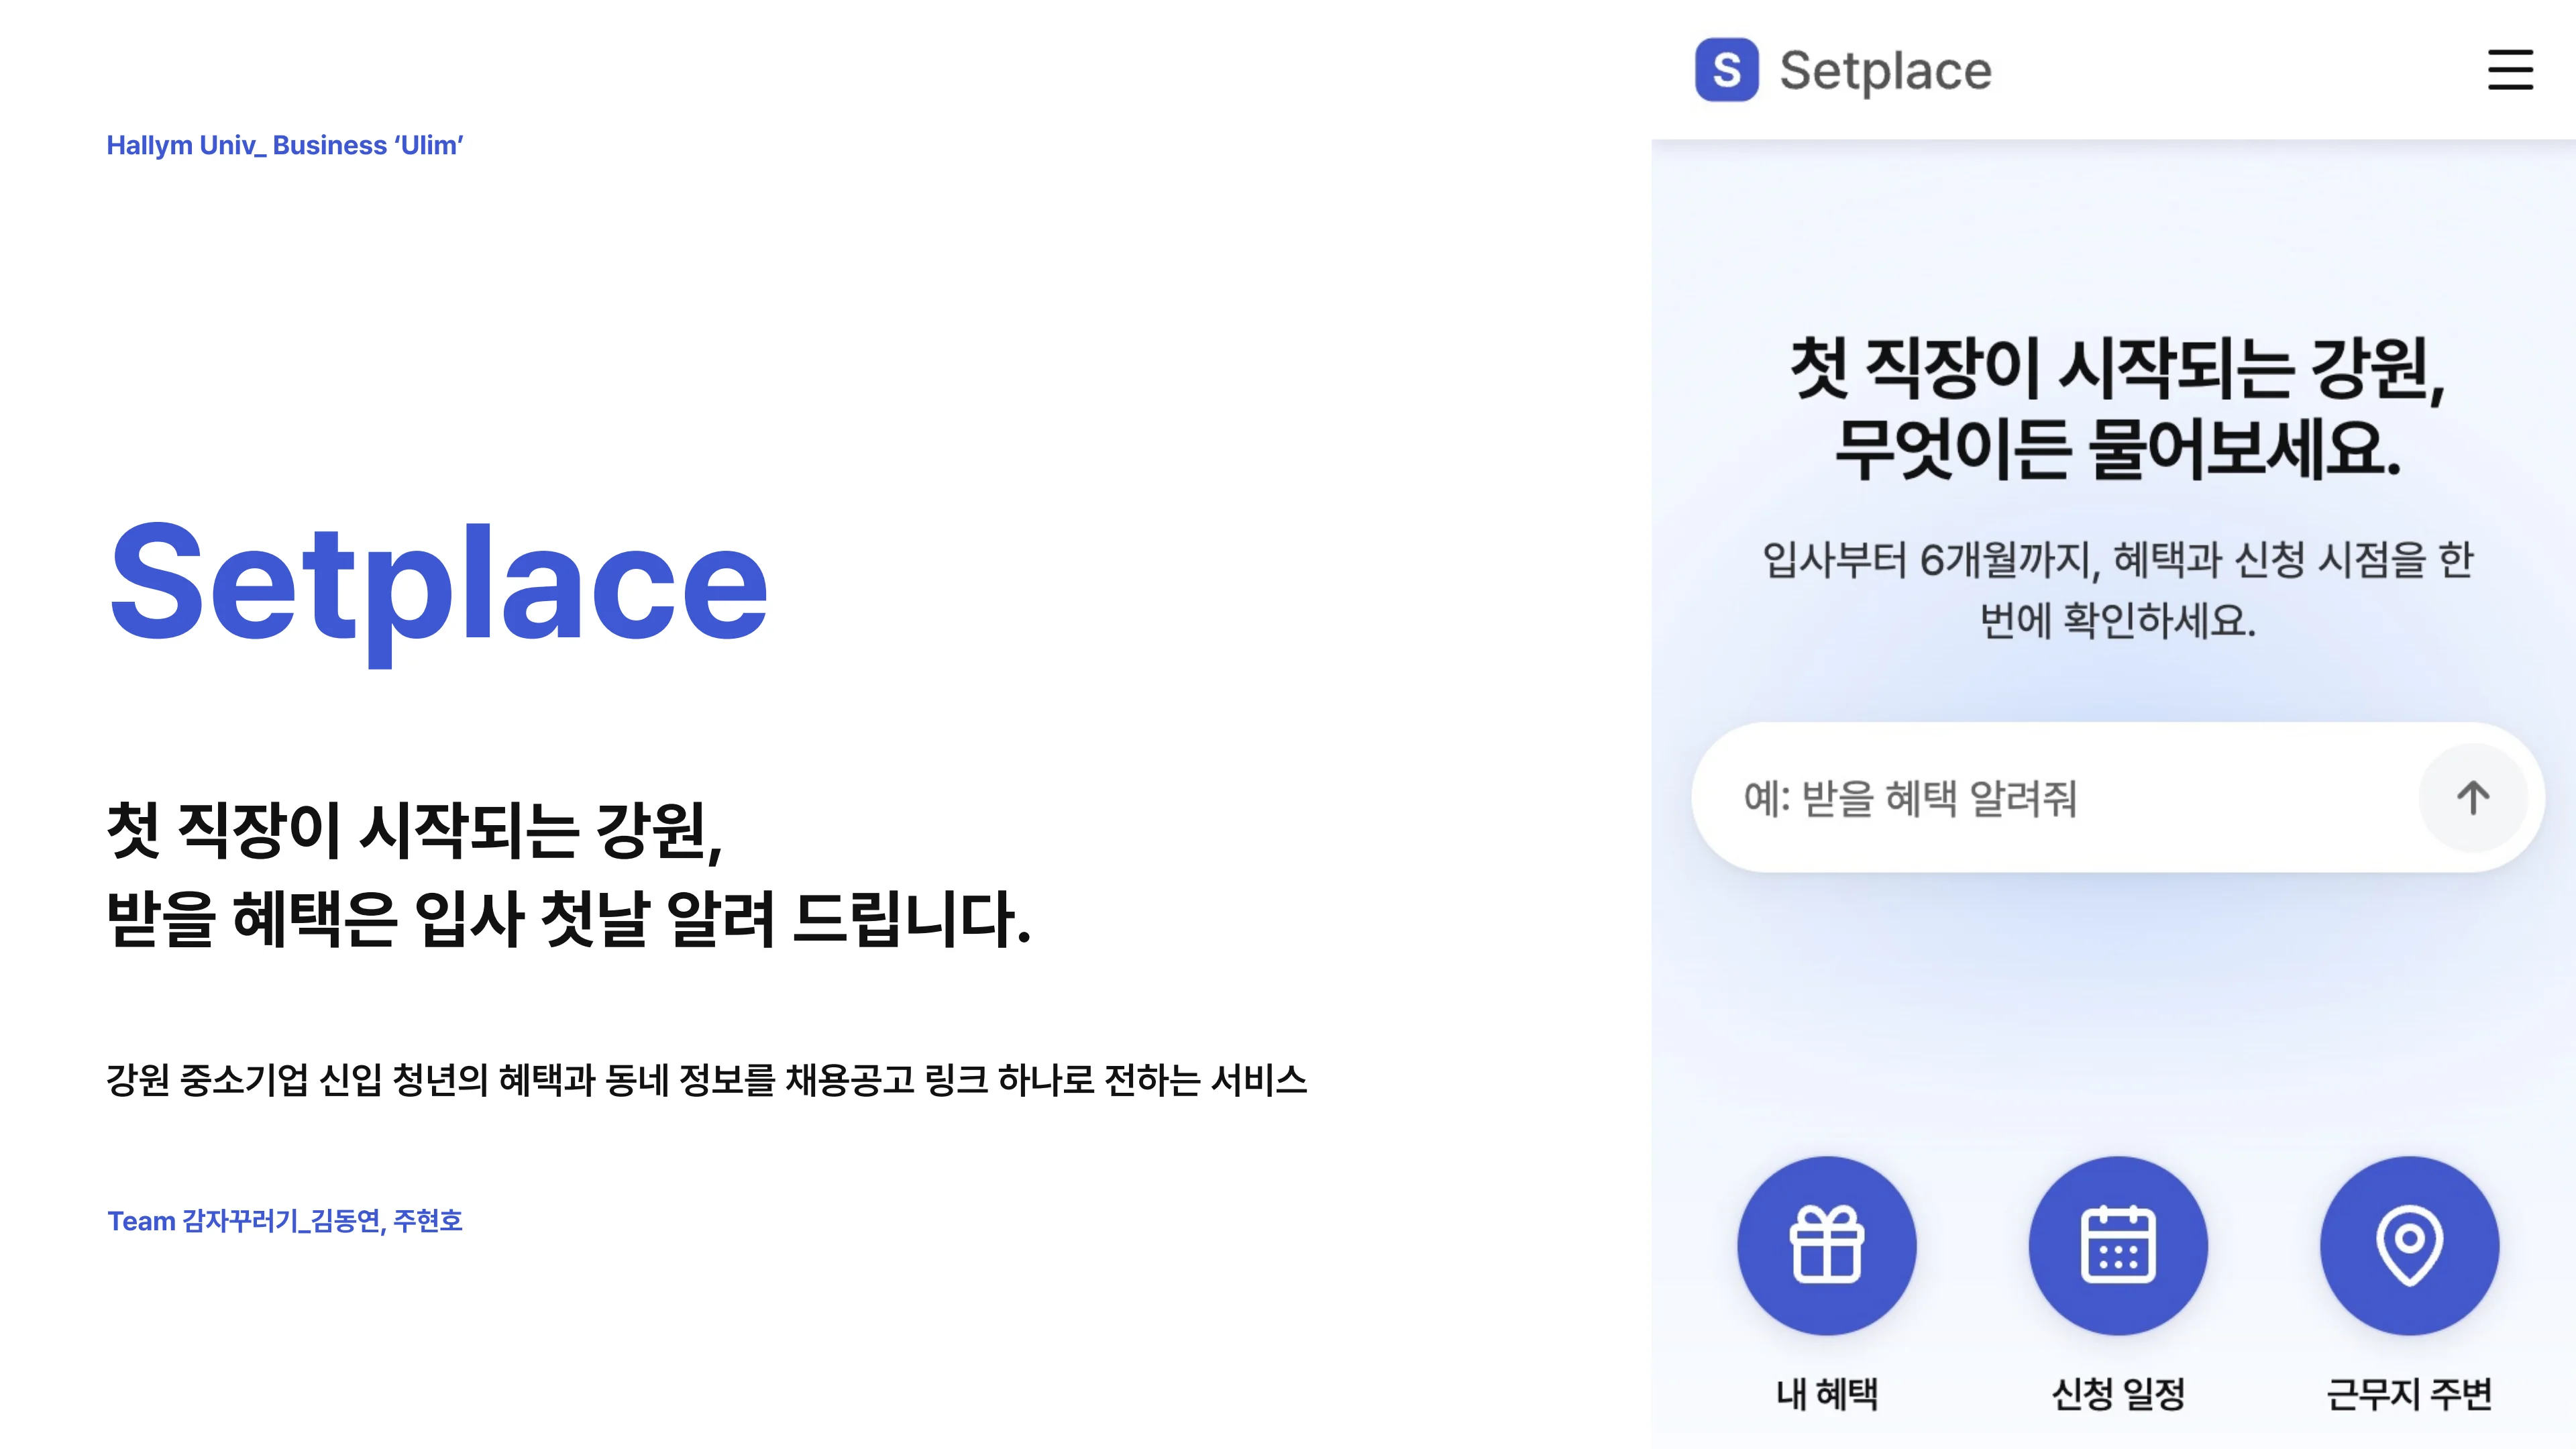 Hallym Univ_ Business ‘Ulim’
Setplace
첫 직장이 시작되는 강원,
받을 혜택은 입사 첫날 알려 드립니다.
강원 중소기업 신입 청년의 혜택과 동네 정보를 채용공고 링크 하나로 전하는 서비스
Team 감자꾸러기_김동연, 주현호
S Setplace
첫 직장이 시작되는 강원,
무엇이든 물어보세요.
입사부터 6개월까지, 혜택과 신청 시점을 한
번에 확인하세요.
예: 받을 혜택 알려줘
내 혜택 신청 일정 근무지 주변